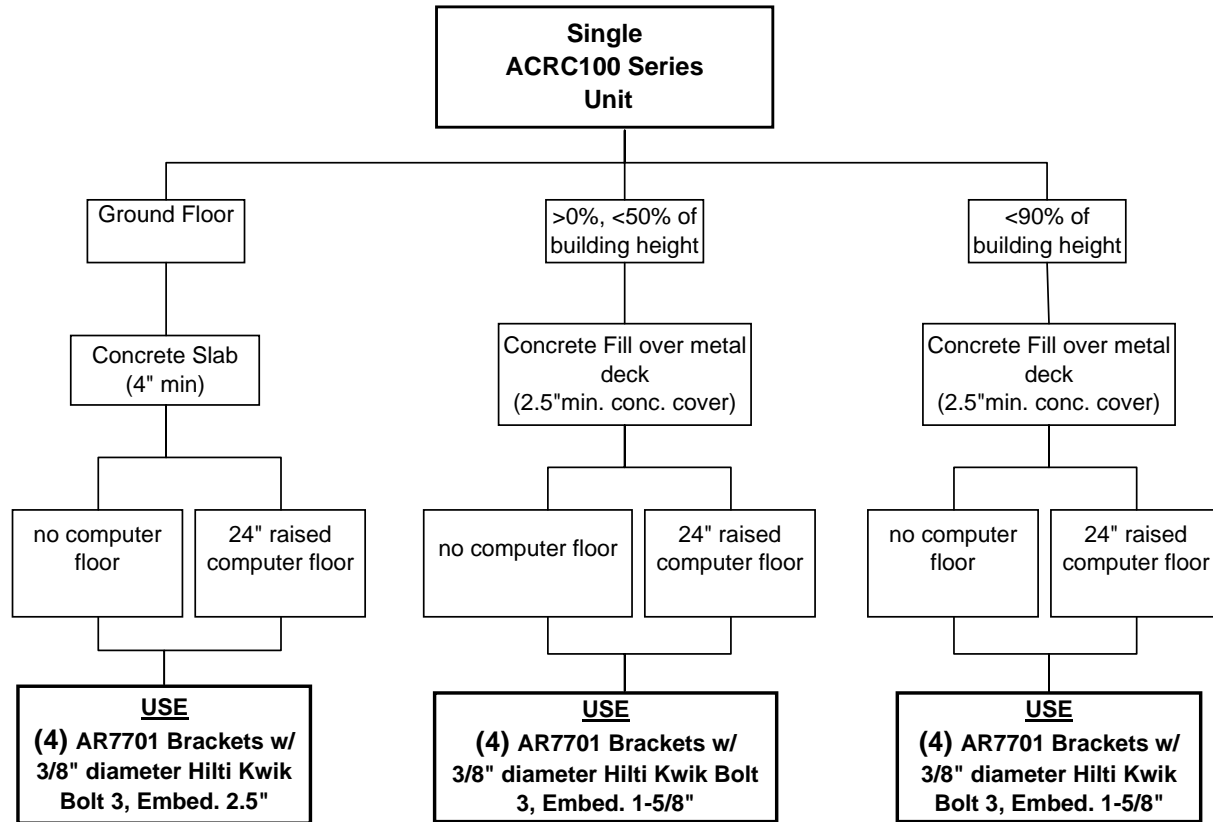 Single
ACRC100 Series
Unit
Ground Floor
>0%, <50% of
building height
<90% of
building height
Concrete Slab
(4" min)
Concrete Fill over metal
deck
(2.5"min. conc. cover)
Concrete Fill over metal
deck
(2.5"min. conc. cover)
no computer
floor
24" raised
computer floor
no computer floor
24" raised
computer floor
no computer
floor
24" raised
computer floor
USE
(4) AR7701 Brackets w/
3/8" diameter Hilti Kwik
Bolt 3, Embed. 2.5"
USE
(4) AR7701 Brackets w/
3/8" diameter Hilti Kwik Bolt
3, Embed. 1-5/8"
USE
(4) AR7701 Brackets w/
3/8" diameter Hilti Kwik
Bolt 3, Embed. 1-5/8"